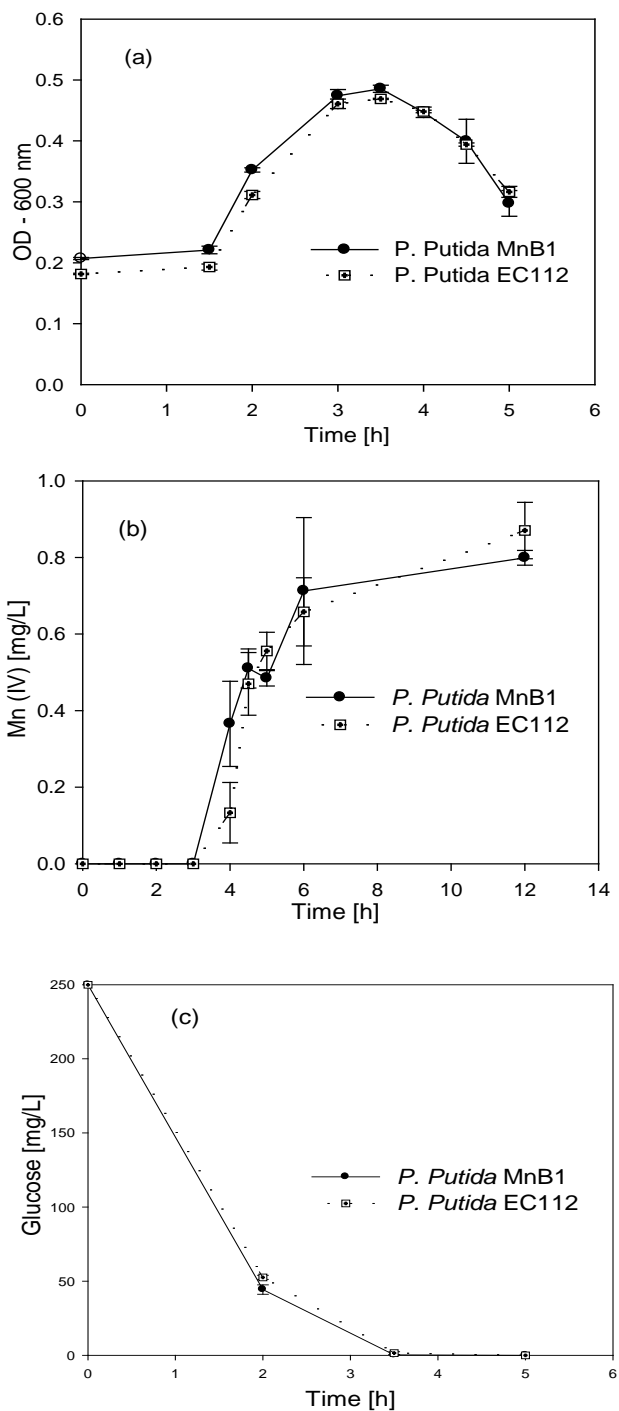 (a)
OD - 600 nm
0.6
0.5
0.4
0.3
0.2
0.1
0.0
P. Putida MnB1
P. Putida EC112
0 1 2 3 4 5 6
Time [h]
(b)
Mn (IV) [mg/L]
1.0
0.8
0.6
0.4
0.2
0.0
P. Putida MnB1
P. Putida EC112
0 2 4 6 8 10 12 14
Time [h]
(c)
Glucose [mg/L]
250
200
150
100
50
0
P. Putida MnB1
P. Putida EC112
0 1 2 3 4 5 6
Time [h]